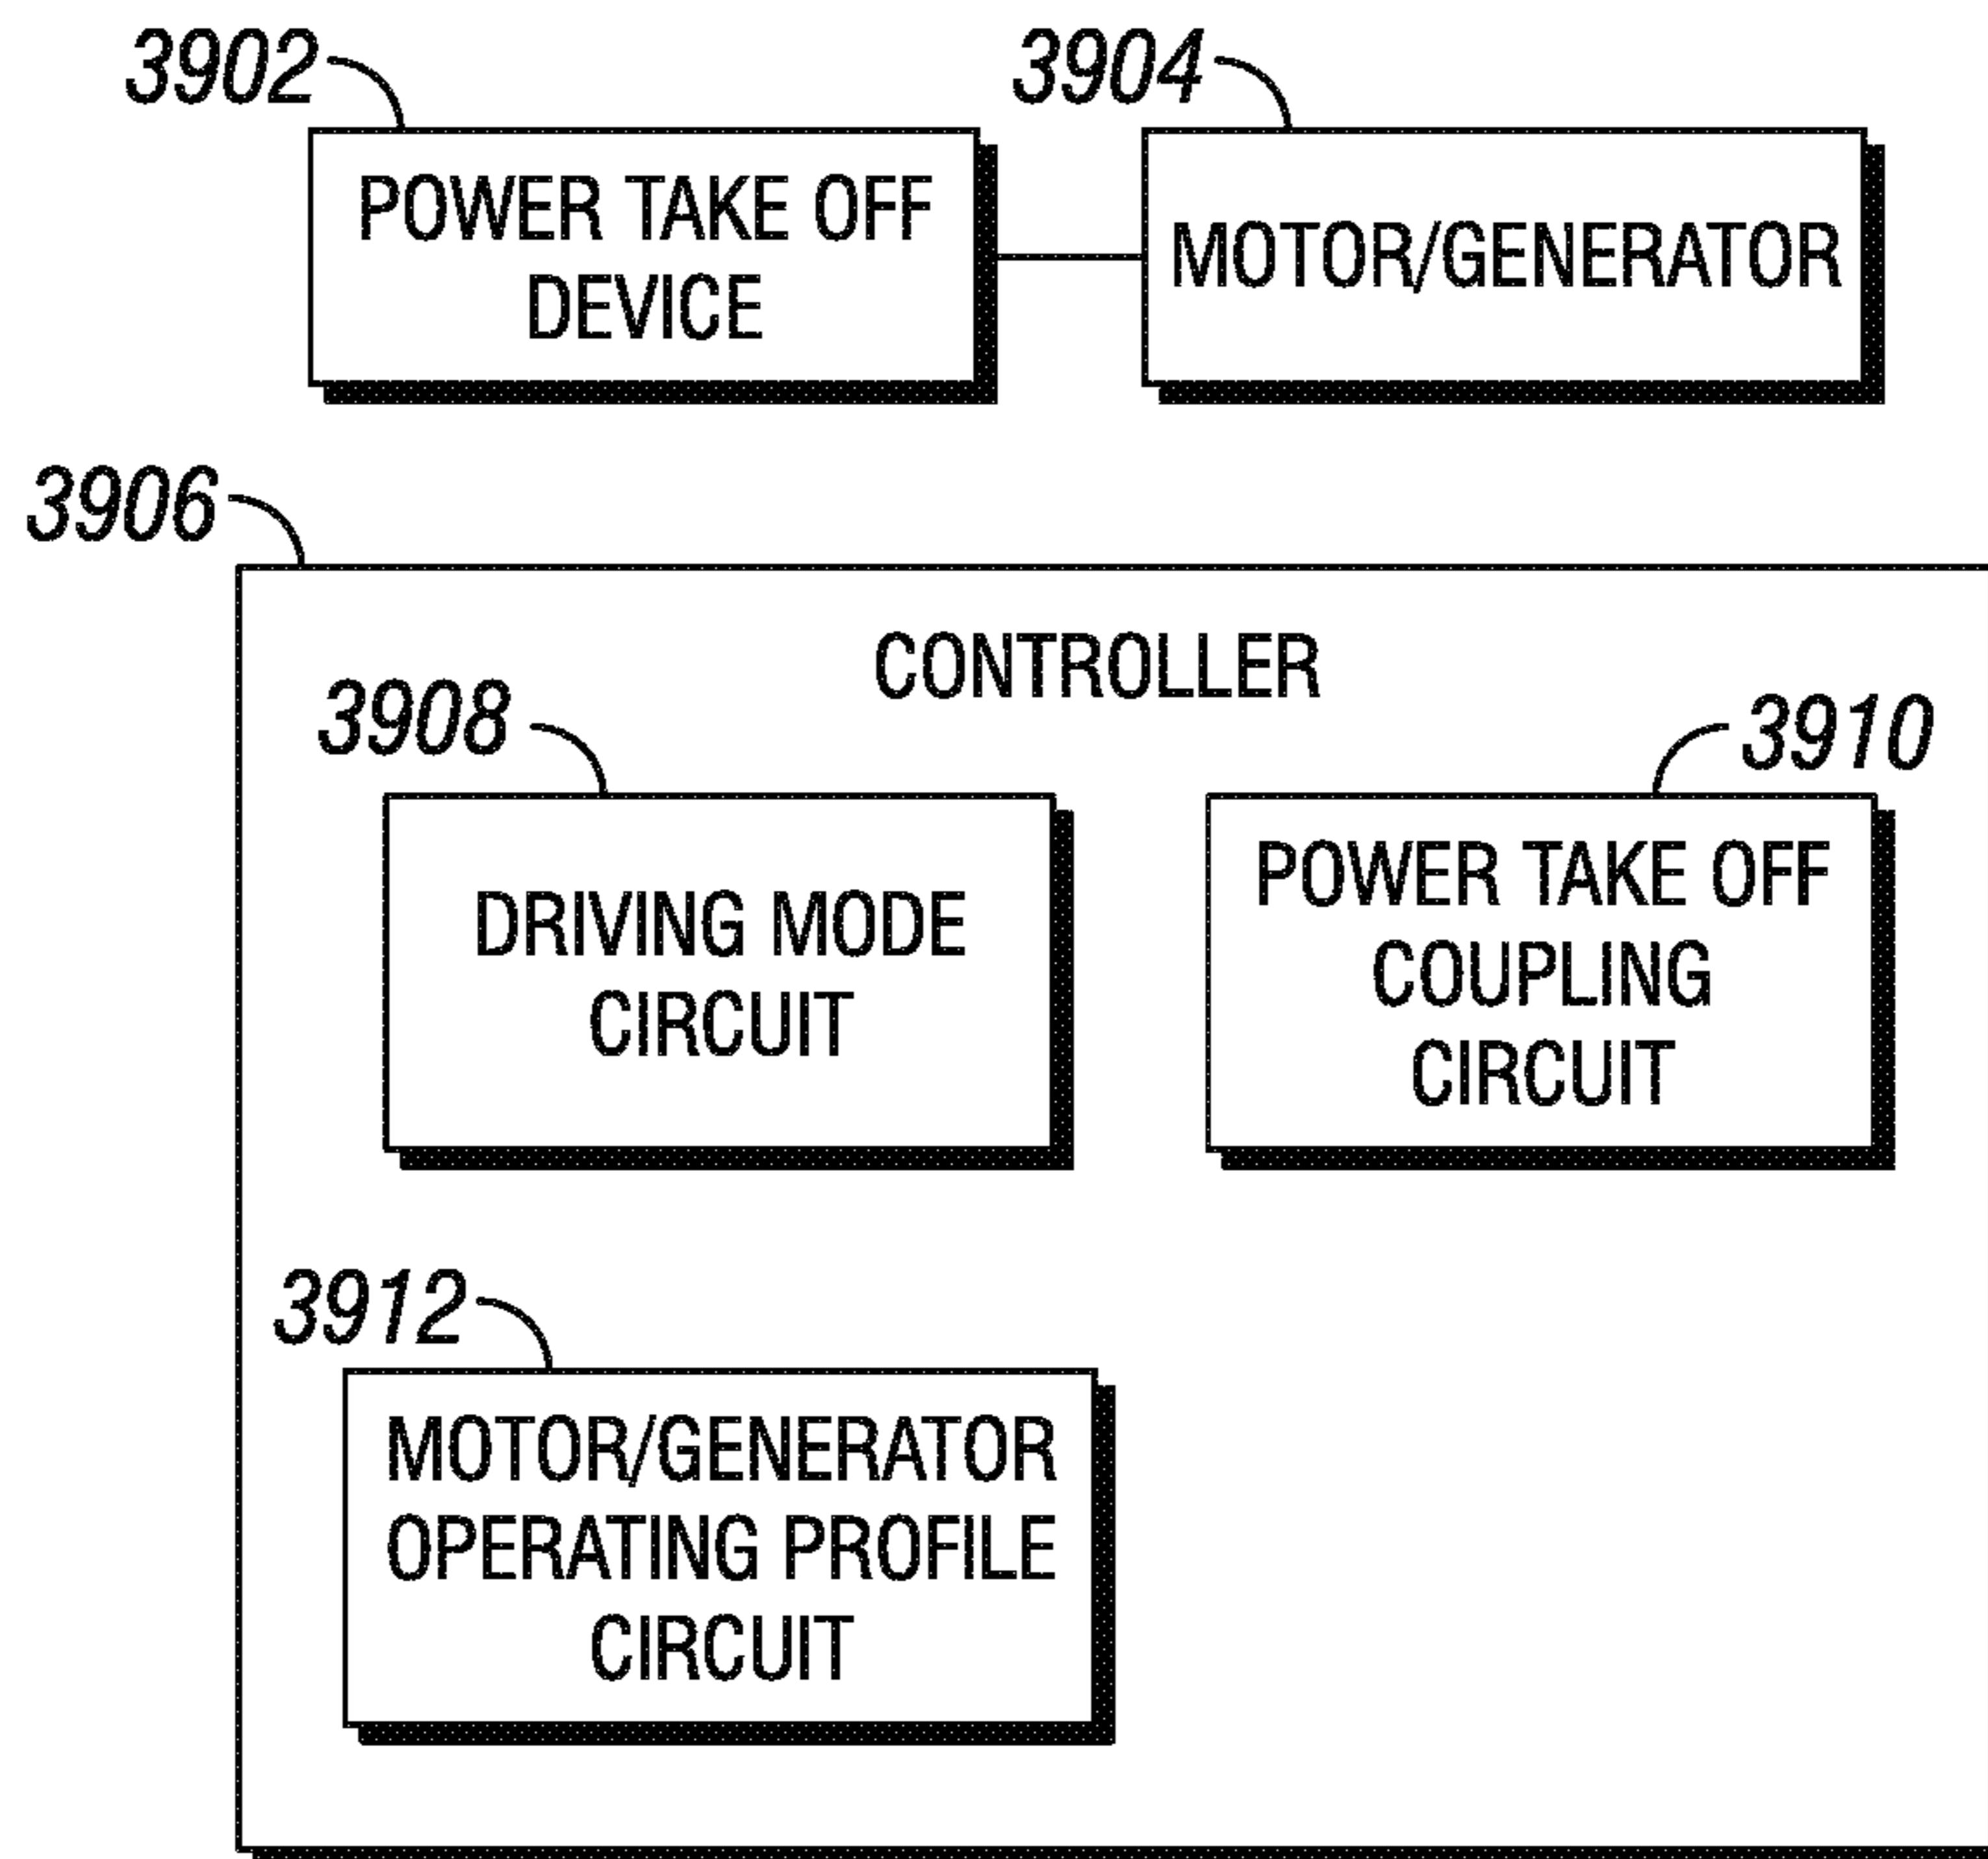 3902
3904
POWER TAKE OFF
DEVICE
MOTOR/GENERATOR
3906
CONTROLLER
3908
3910
DRIVING MODE
CIRCUIT
POWER TAKE OFF
COUPLING
CIRCUIT
3912
MOTOR/GENERATOR
OPERATING PROFILE
CIRCUIT